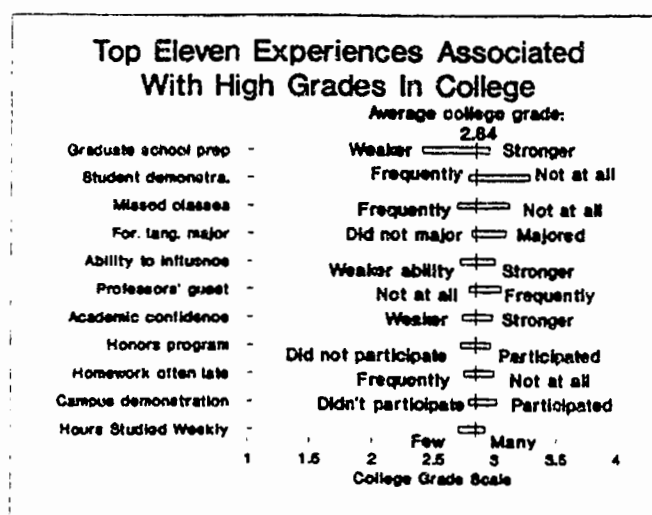 Top Eleven Experiences Associated
With High Grades In College
Average college grade:
2.84
Graduate school prep - Weaker Stronger
Student demonstra. - Frequently Not at all
Missed classes - Frequently Not at all
For. lang. major - Did not major Majored
Ability to influence - Weaker ability Stronger
Professors' guest - Not at all Frequently
Academic confidence - Weaker Stronger
Honors program - Did not participate Participated
Homework often late - Frequently Not at all
Campus demonstration - Didn't participate Participated
Hours Studied Weekly - Few Many
1 1.5 2 2.5 3 3.5 4
College Grade Scale